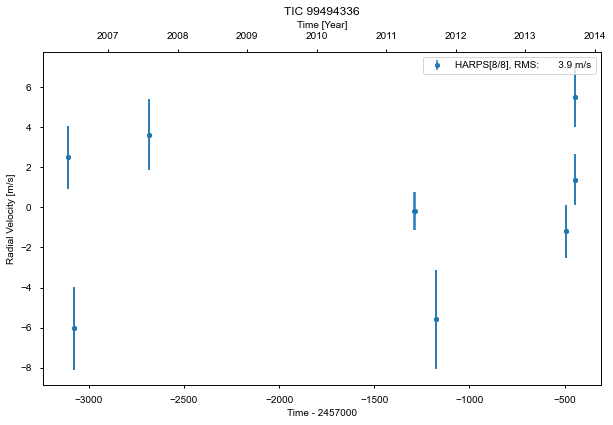 TIC 99494336
Time [Year]
2007 2008 2009 2010 2011 2012 2013 2014
HARPS[8/8], RMS: 3.9 m/s
6
4
2
0
−2
−4
−6
−8
Radial Velocity [m/s]
−3000 −2500 −2000 −1500 −1000 −500
Time - 2457000